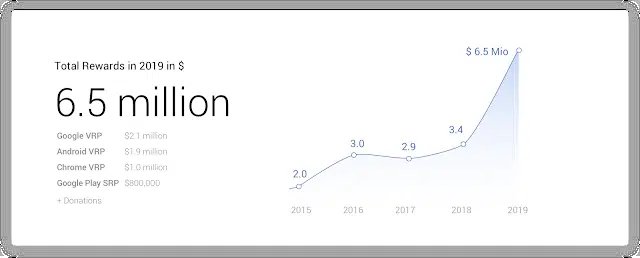 Total Rewards in 2019 in $
6.5 million
Google VRP $2.1 million
Android VRP $1.9 million
Chrome VRP $1.0 million
Google Play SRP $800,000
+ Donations
$ 6.5 Mio
3.4
3.0
2.9
2.0
2015 2016 2017 2018 2019